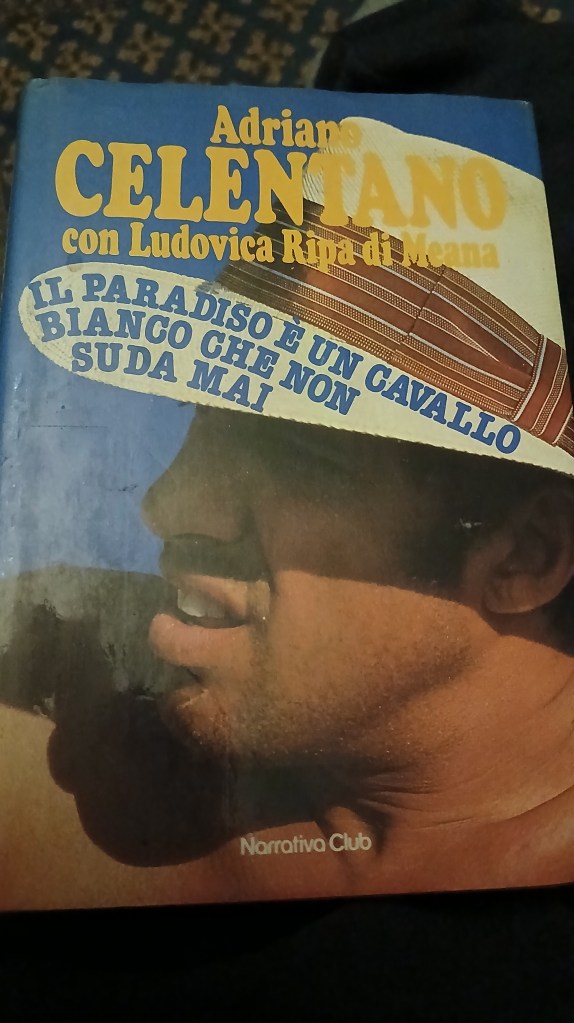 Adriano
CELENTANO
con Ludovica Ripa di Meana
IL PARADISO È UN CAVALLO
BIANCO CHE NON
SUDA MAI
Narrativa Club